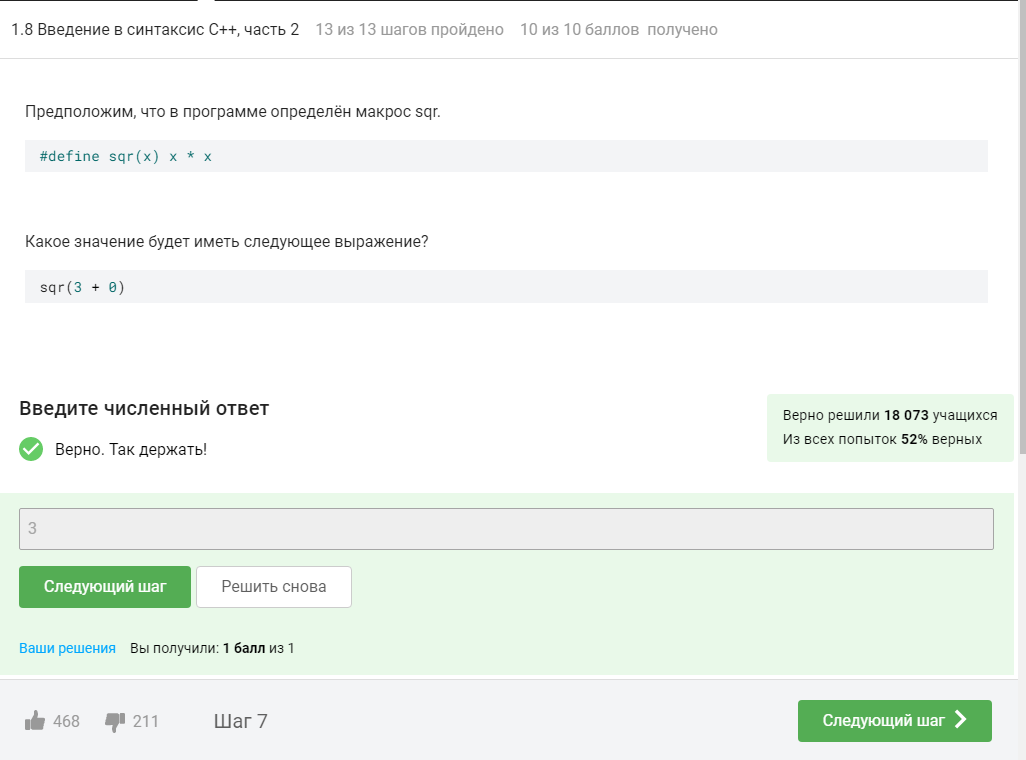 1.8 Введение в синтаксис C++, часть 2 13 из 13 шагов пройдено 10 из 10 баллов получено
Предположим, что в программе определён макрос sqr.
#define sqr(x) x * x
Какое значение будет иметь следующее выражение?
sqr(3 + 0)
Введите численный ответ
Верно. Так держать!
Верно решили 18 073 учащихся
Из всех попыток 52% верных
3
Следующий шаг Решить снова
Ваши решения Вы получили: 1 балл из 1
468 211 Шаг 7 Следующий шаг